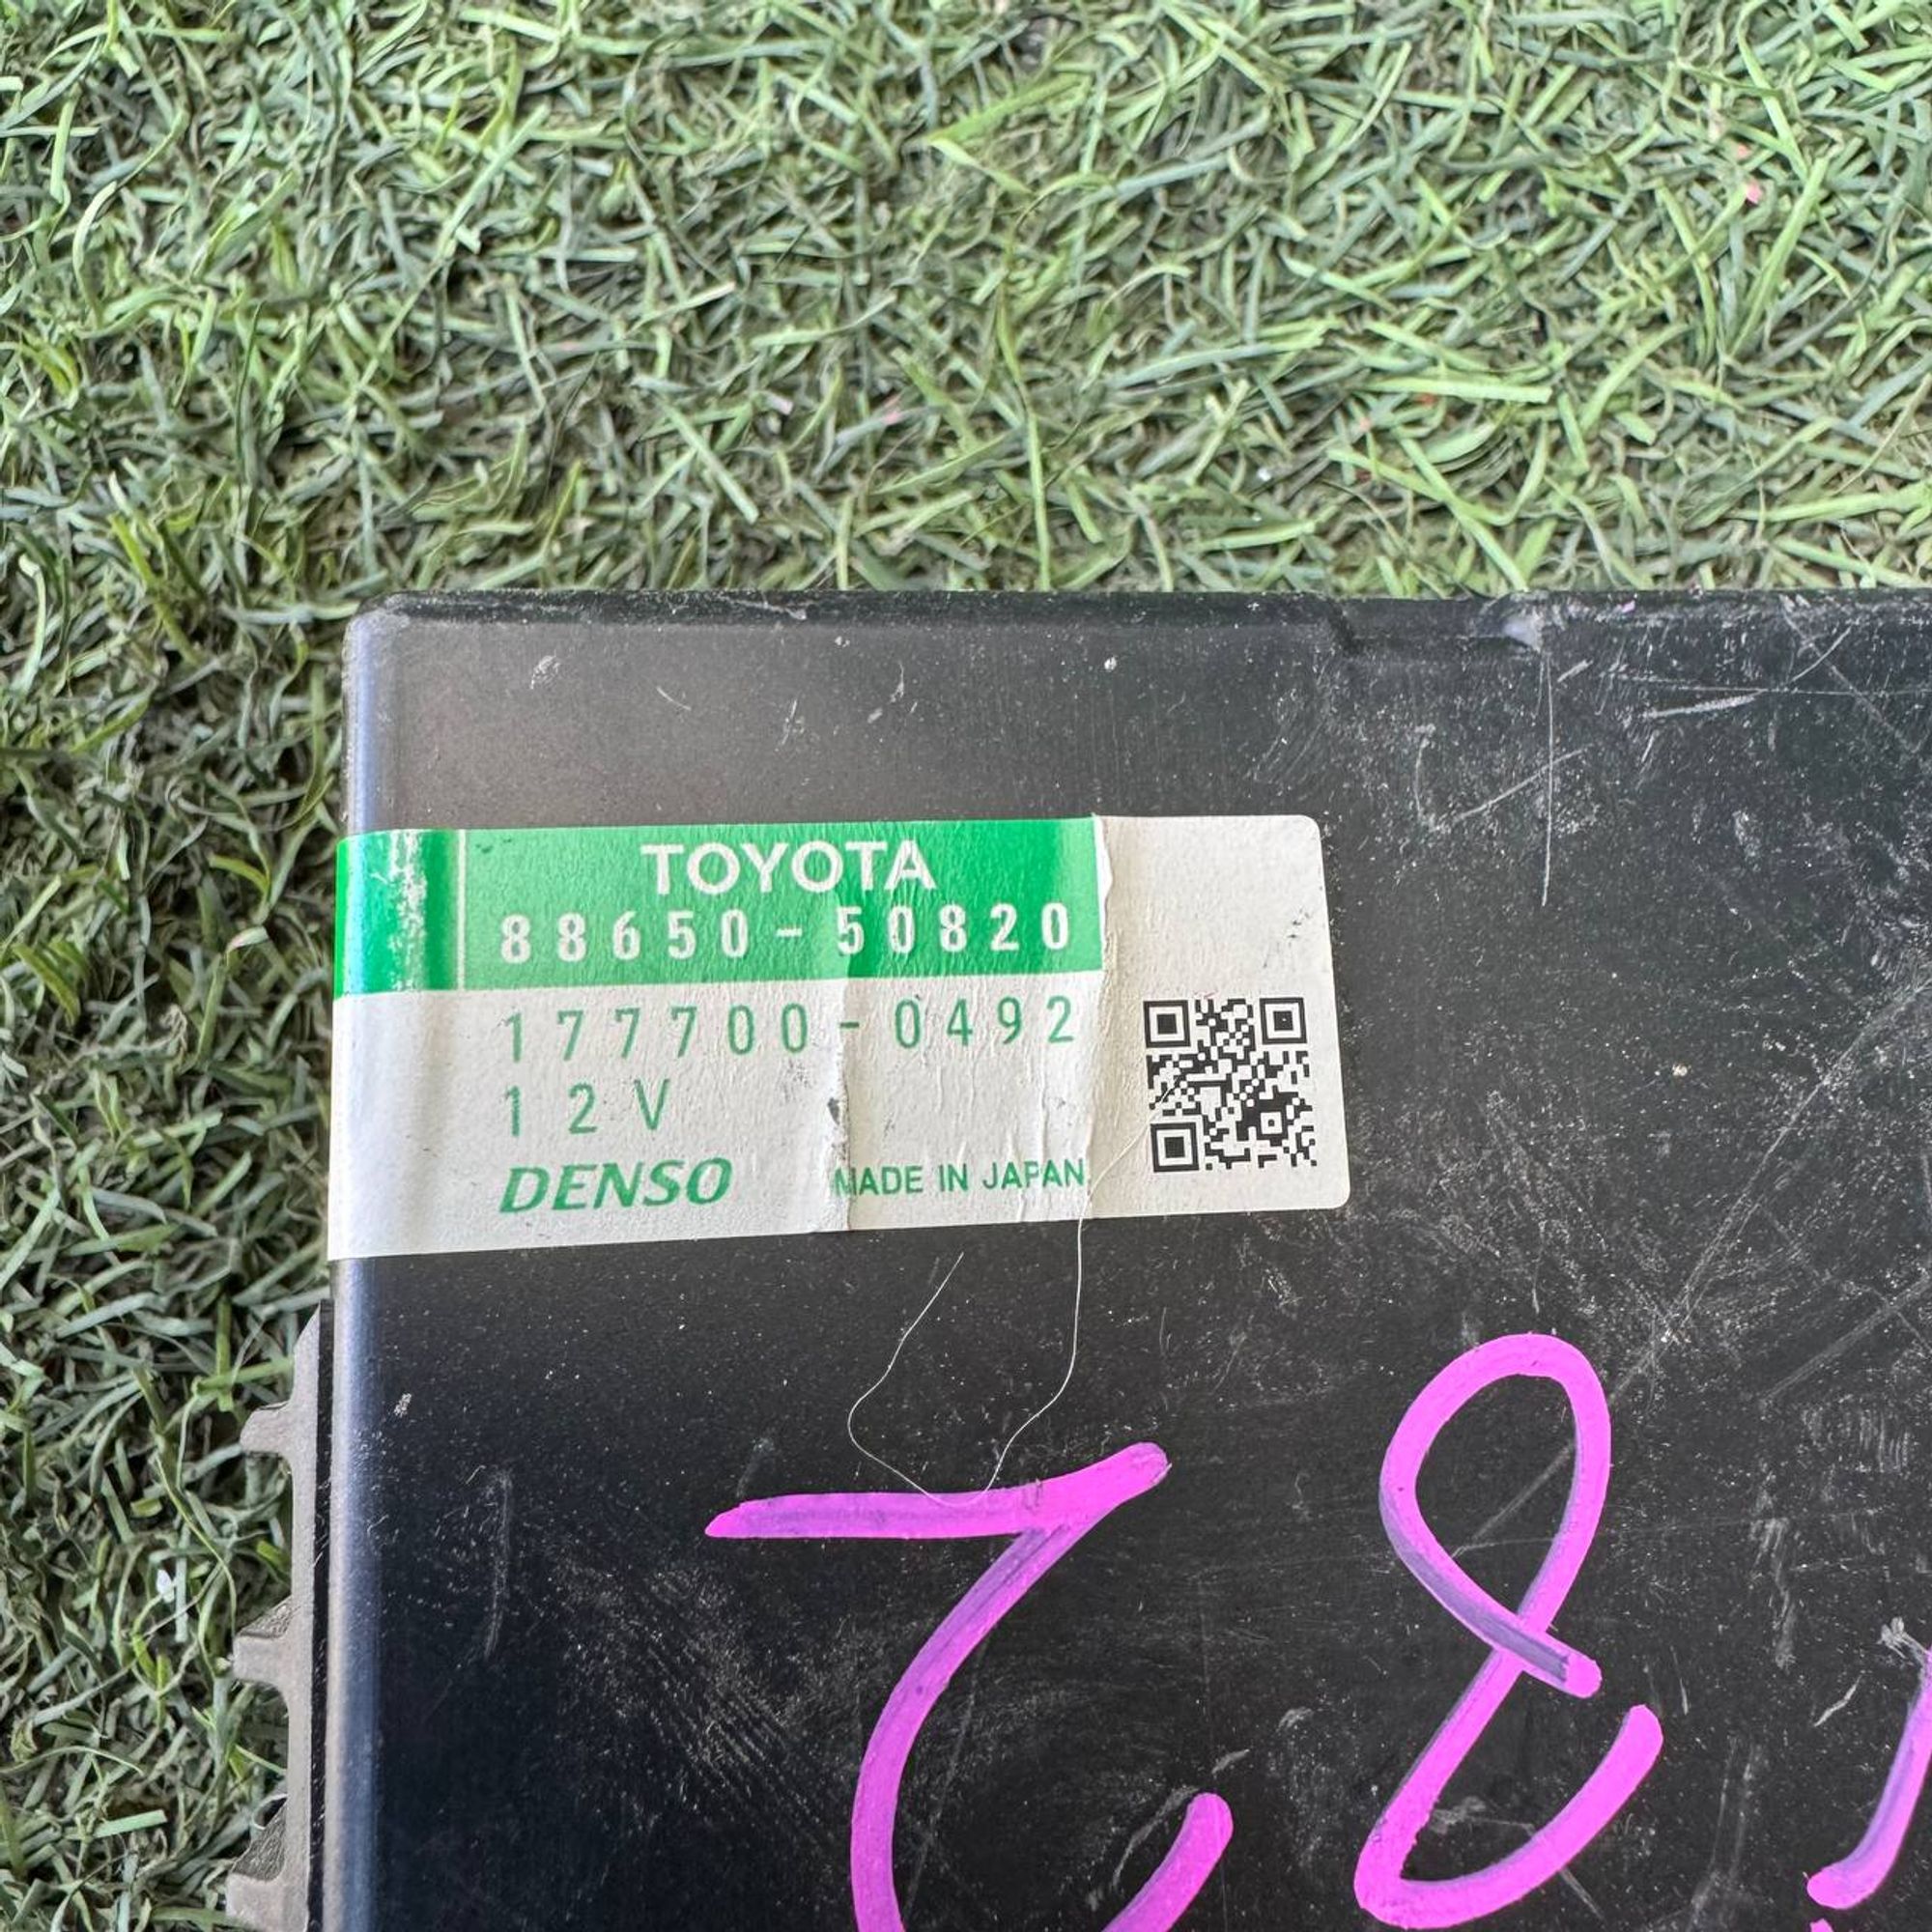 TOYOTA
88650-50820
177700-0492
12V
DENSO MADE IN JAPAN